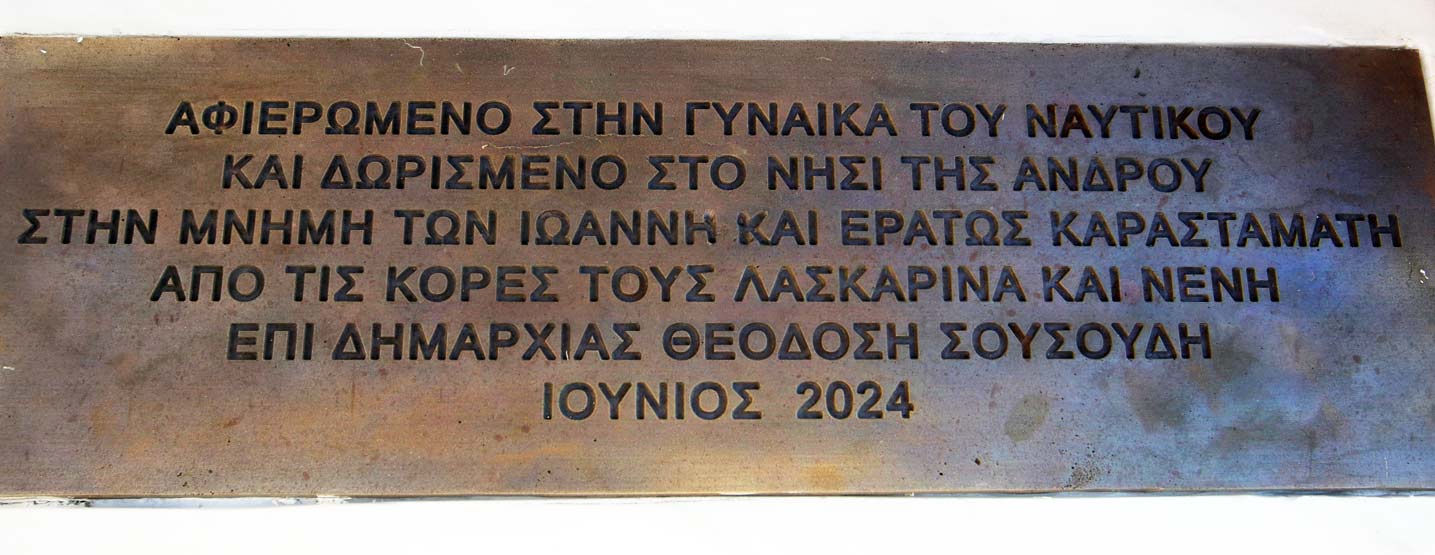 ΑΦΙΕΡΩΜΕΝΟ ΣΤΗΝ ΓΥΝΑΙΚΑ ΤΟΥ ΝΑΥΤΙΚΟΥ
ΚΑΙ ΔΩΡΙΣΜΕΝΟ ΣΤΟ ΝΗΣΙ ΤΗΣ ΑΝΔΡΟΥ
ΣΤΗΝ ΜΝΗΜΗ ΤΩΝ ΙΩΑΝΝΗ ΚΑΙ ΕΡΑΤΩΣ ΚΑΡΑΣΤΑΜΑΤΗ
ΑΠΟ ΤΙΣ ΚΟΡΕΣ ΤΟΥΣ ΛΑΣΚΑΡΙΝΑ ΚΑΙ ΝΕΝΗ
ΕΠΙ ΔΗΜΑΡΧΙΑΣ ΘΕΟΔΟΣΗ ΣΟΥΣΟΥΔΗ
ΙΟΥΝΙΟΣ 2024